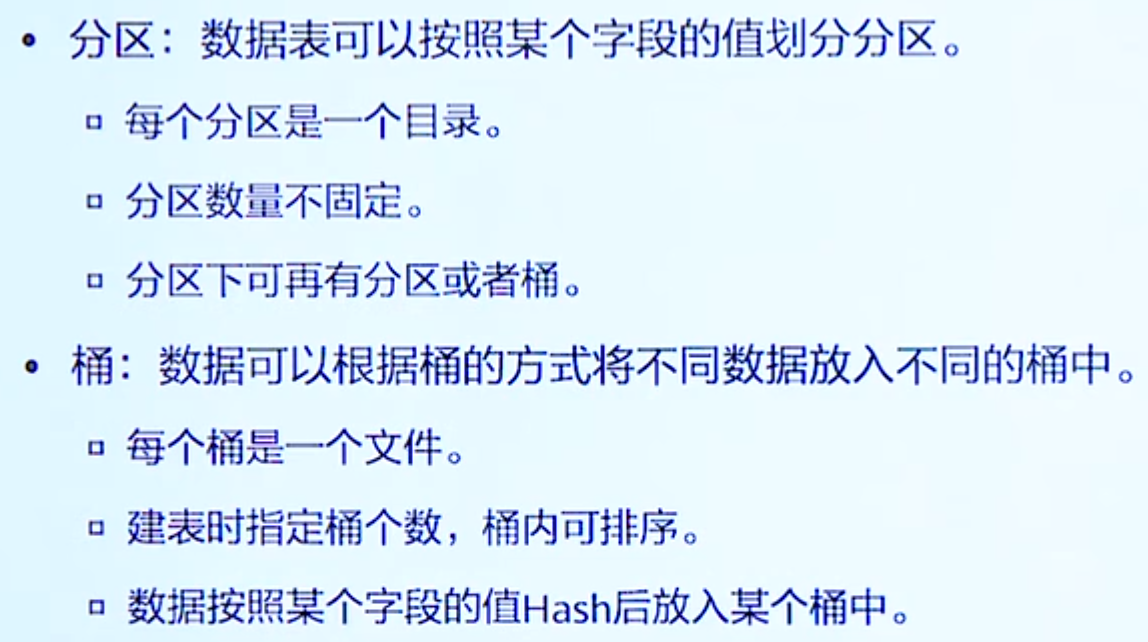 • 分区：数据表可以按照某个字段的值划分分区。
▫ 每个分区是一个目录。
▫ 分区数量不固定。
▫ 分区下可再有分区或者桶。
• 桶：数据可以根据桶的方式将不同数据放入不同的桶中。
▫ 每个桶是一个文件。
▫ 建表时指定桶个数，桶内可排序。
▫ 数据按照某个字段的值Hash后放入某个桶中。